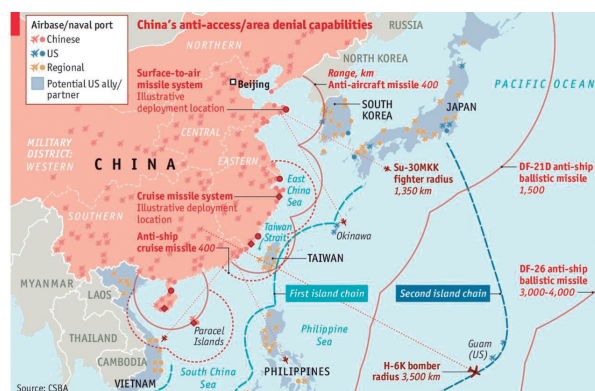 Airbase/naval port
Chinese
US
Regional
Potential US ally/
partner
China's anti-access/area denial capabilities
RUSSIA
NORTHERN
NORTH KOREA
Surface-to-air
missile system
Illustrative
deployment location
Beijing
Range, km
Anti-aircraft missile 400
PACIFIC OCEAN
SOUTH
KOREA
JAPAN
CENTRAL
MILITARY
DISTRICT:
WESTERN
EASTERN
CHINA
Su-30MKK
fighter radius
1,350 km
DF-21D anti-ship
ballistic missile
1,500
East
China
Sea
Cruise missile system
Illustrative deployment
location
SOUTHERN
Taiwan
Strait
Okinawa
Anti-ship
cruise missile 400
TAIWAN
DF-26 anti-ship
ballistic missile
3,000-4,000
MYANMAR
LAOS
First island chain
Second island chain
THAILAND
Paracel
Islands
Philippine
Sea
Guam
(US)
CAMBODIA
South China
Sea
H-6K bomber
radius 3,500 km
Source: CSBA
VIETNAM
PHILIPPINES